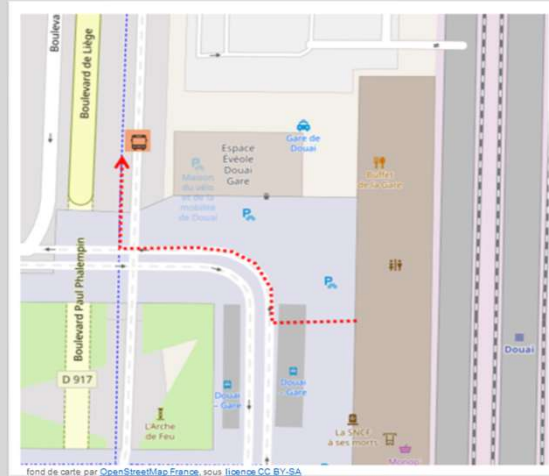 Bouleva
Boulevard de Liège
Gare de
Douai
Espace
Évéole
Douai
Gare
Maison
du vélo
et de la
mobilité
de Douai
Buffet
de la Gare
Boulevard Paul Phalempin
D 917
Douai
Douai
- Gare
Douai
- Gare
L'Arche
de Feu
La SNCF
à ses morts
Monop'
fond de carte par OpenStreetMap France, sous licence CC BY-SA